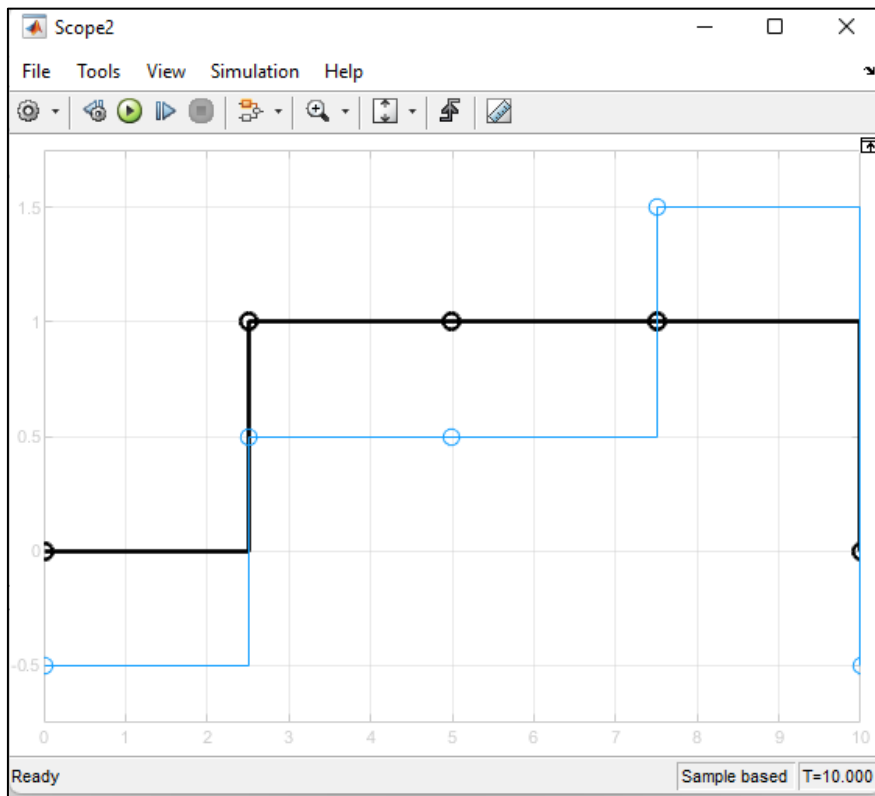 Scope2
File Tools View Simulation Help
1.5
1
0.5
0
-0.5
0 1 2 3 4 5 6 7 8 9 10
Ready Sample based T=10.000